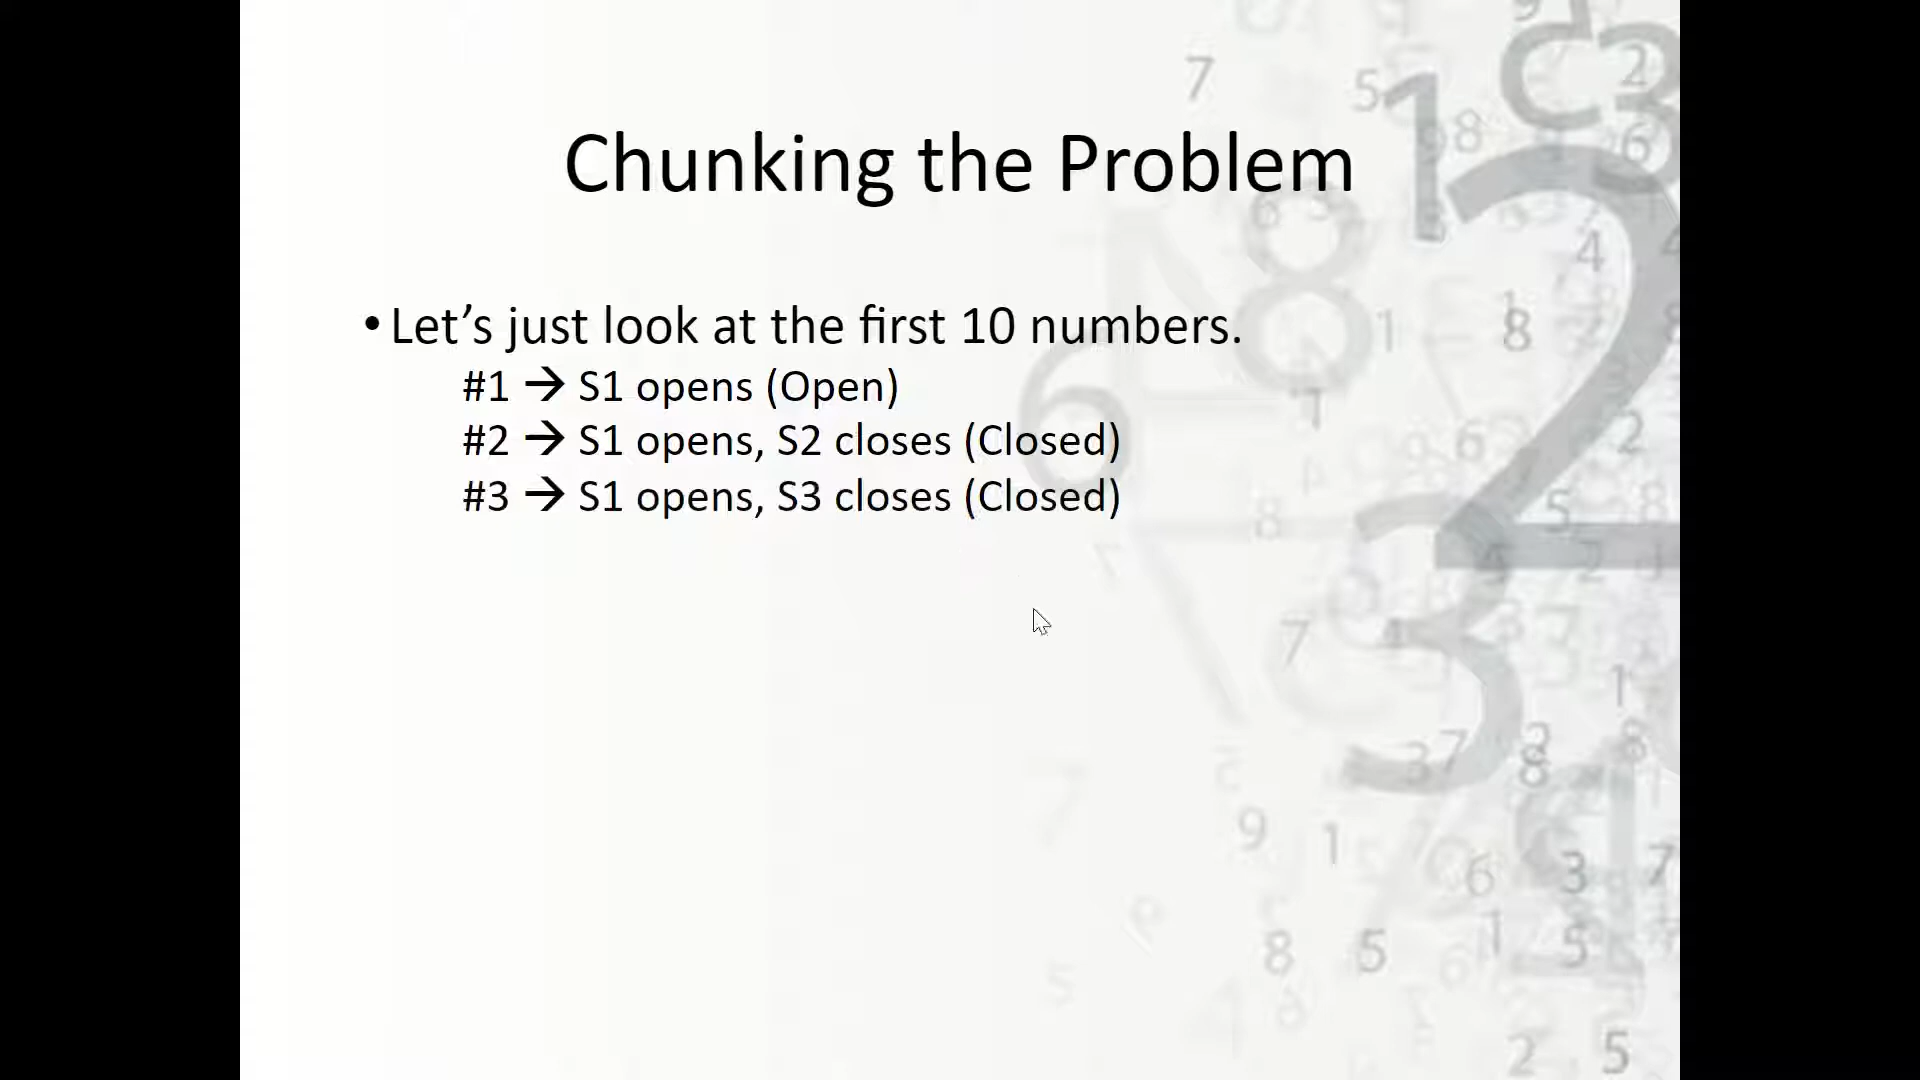 Chunking the Problem
•Let’s just look at the first 10 numbers.
#1 → S1 opens (Open)
#2 → S1 opens, S2 closes (Closed)
#3 → S1 opens, S3 closes (Closed)